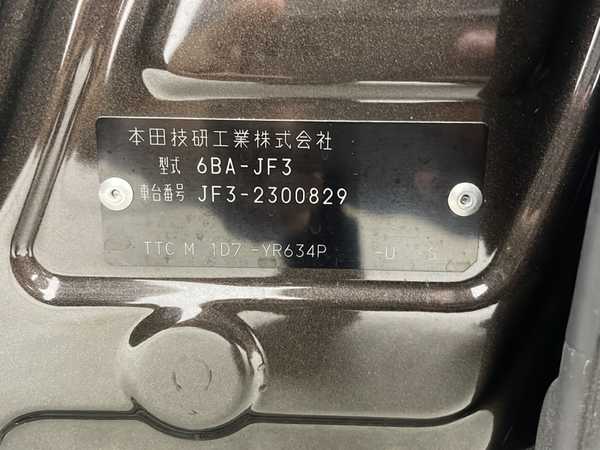 本田技研工業株式会社
型式 6BA-JF3
車台番号 JF3-2300829
TTC M 1D7 -YR634P -U S